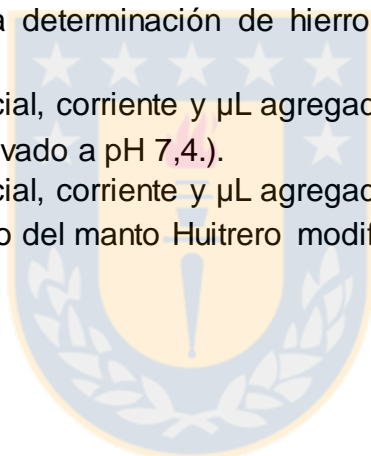 determinación de hierro
cial, corriente y µL agregad
vado a pH 7,4.).
cial, corriente y µL agregad
o del manto Huitrero modif